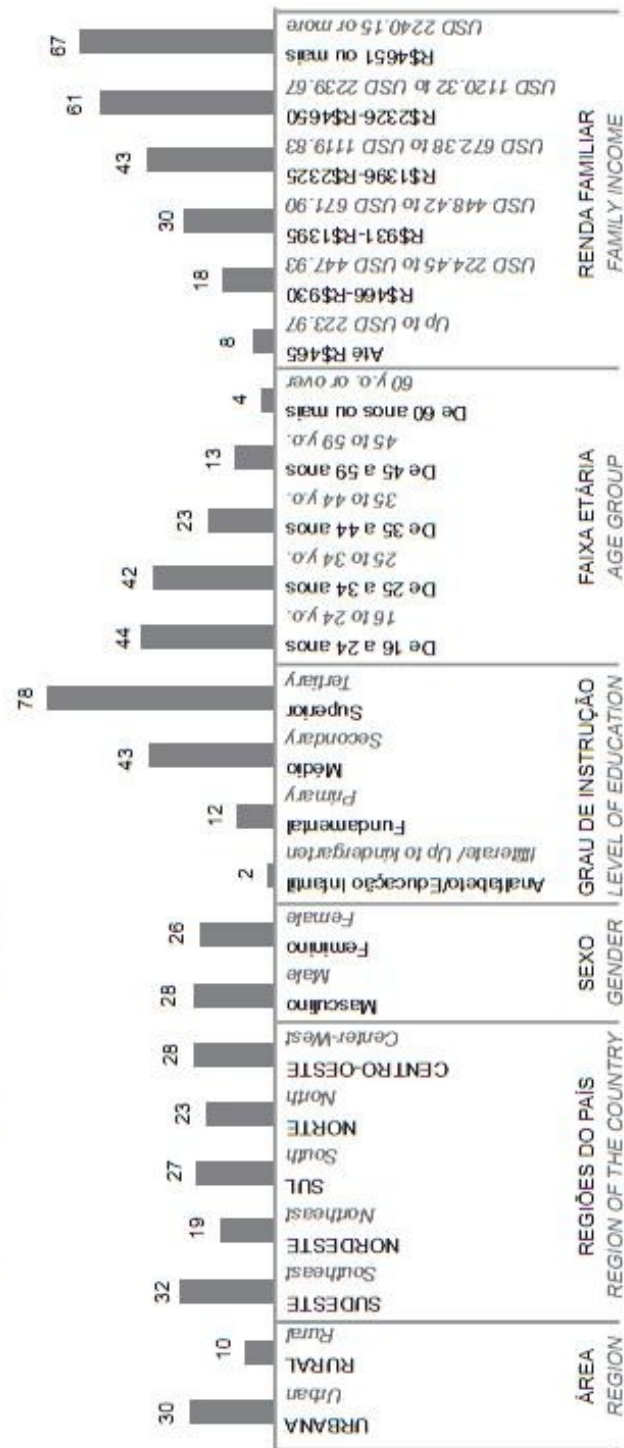 30
10
32
19
27
23
28
28
26
2
12
43
78
44
42
23
13
4
8
18
30
43
61
67
URBANA
Urban
RURAL
Rural
SUDESTE
Southeast
NORDESTE
Northeast
SUL
South
NORTE
North
CENTRO-OESTE
Center-West
Masculino
Male
Feminino
Female
Analfabeto/Educação Infantil
Illiterate/ Up to kindergarten
Fundamental
Primary
Médio
Secondary
Superior
Tertiary
De 16 a 24 anos
16 to 24 y.o.
De 25 a 34 anos
25 to 34 y.o.
De 35 a 44 anos
35 to 44 y.o.
De 45 a 59 anos
45 to 59 y.o.
De 60 anos ou mais
60 y.o. or over
Até R$465
Up to USD 223.97
R$466-R$930
USD 224.45 to USD 447.93
R$931-R$1395
USD 448.42 to USD 671.90
R$1396-R$2325
USD 672.38 to USD 1119.83
R$2326-R$4650
USD 1120.32 to USD 2239.67
R$4651 ou mais
USD 2240.15 or more
ÁREA
REGION
REGIÕES DO PAÍS
REGION OF THE COUNTRY
SEXO
GENDER
GRAU DE INSTRUÇÃO
LEVEL OF EDUCATION
FAIXA ETÁRIA
AGE GROUP
RENDA FAMILIAR
FAMILY INCOME